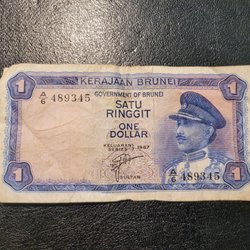 1 KERAJAAN BRUNEI 1
GOVERNMENT OF BRUNEI
A/6 489345
SATU
RINGGIT
ONE
DOLLAR
KELUARAN
SERIES 1967
SULTAN
A/6 489345
1 1